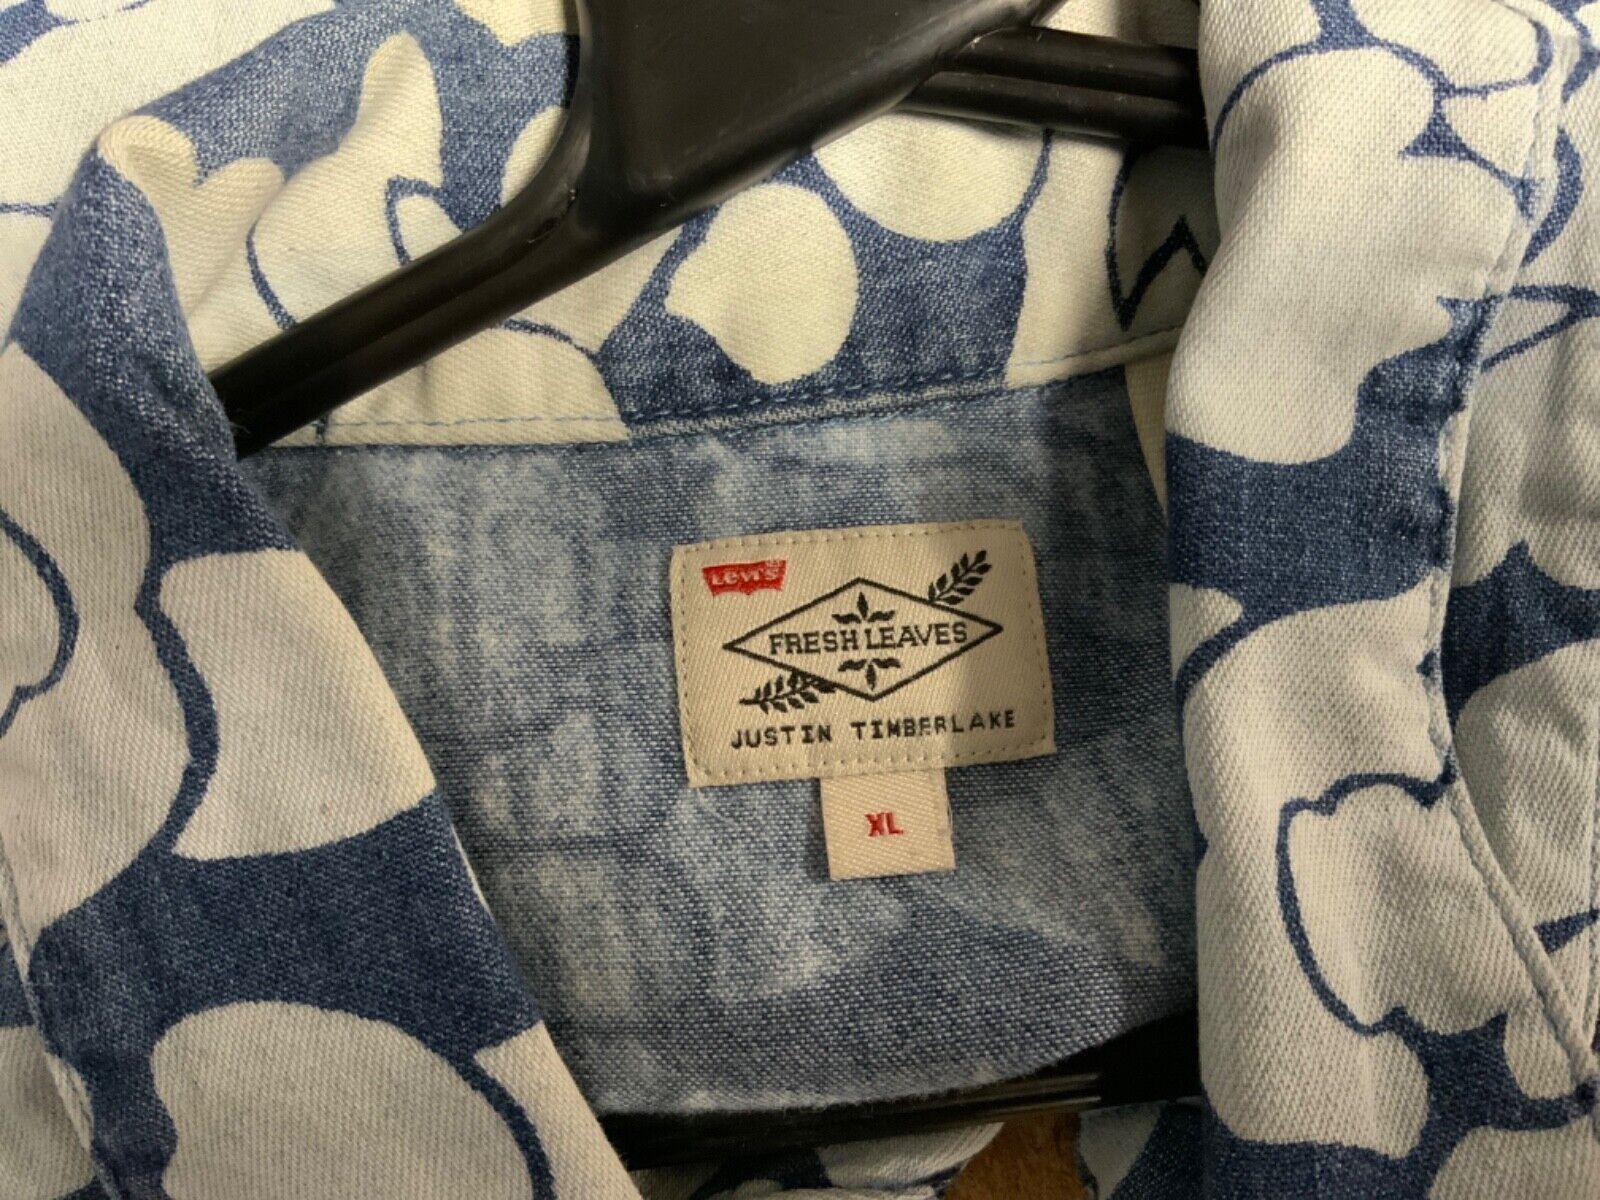 LEVI'S
FRESH LEAVES
JUSTIN TIMBERLAKE
XL